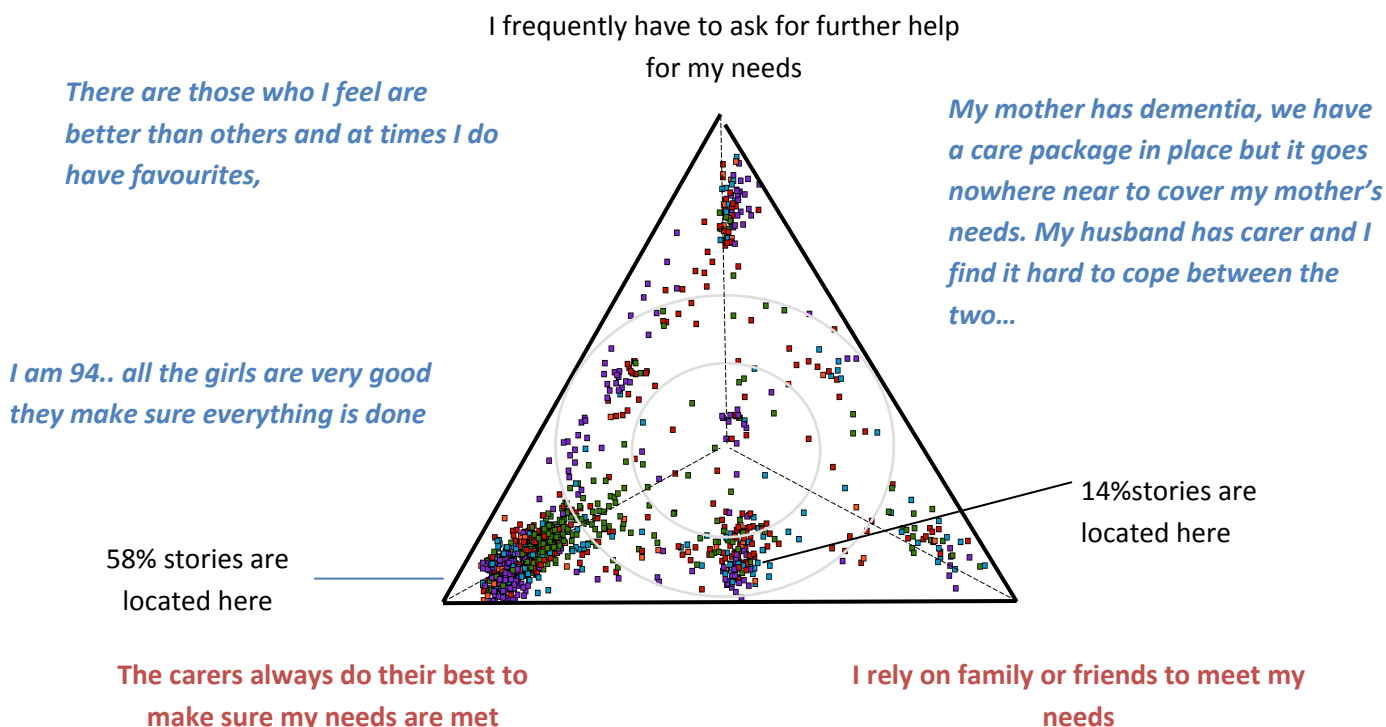 I frequently have to ask for further help
for my needs
There are those who I feel are
better than others and at times I do
have favourites,
My mother has dementia, we have
a care package in place but it goes
nowhere near to cover my mother’s
needs. My husband has carer and I
find it hard to cope between the
two…
I am 94.. all the girls are very good
they make sure everything is done
14%stories are
located here
58% stories are
located here
The carers always do their best to
make sure my needs are met
I rely on family or friends to meet my
needs